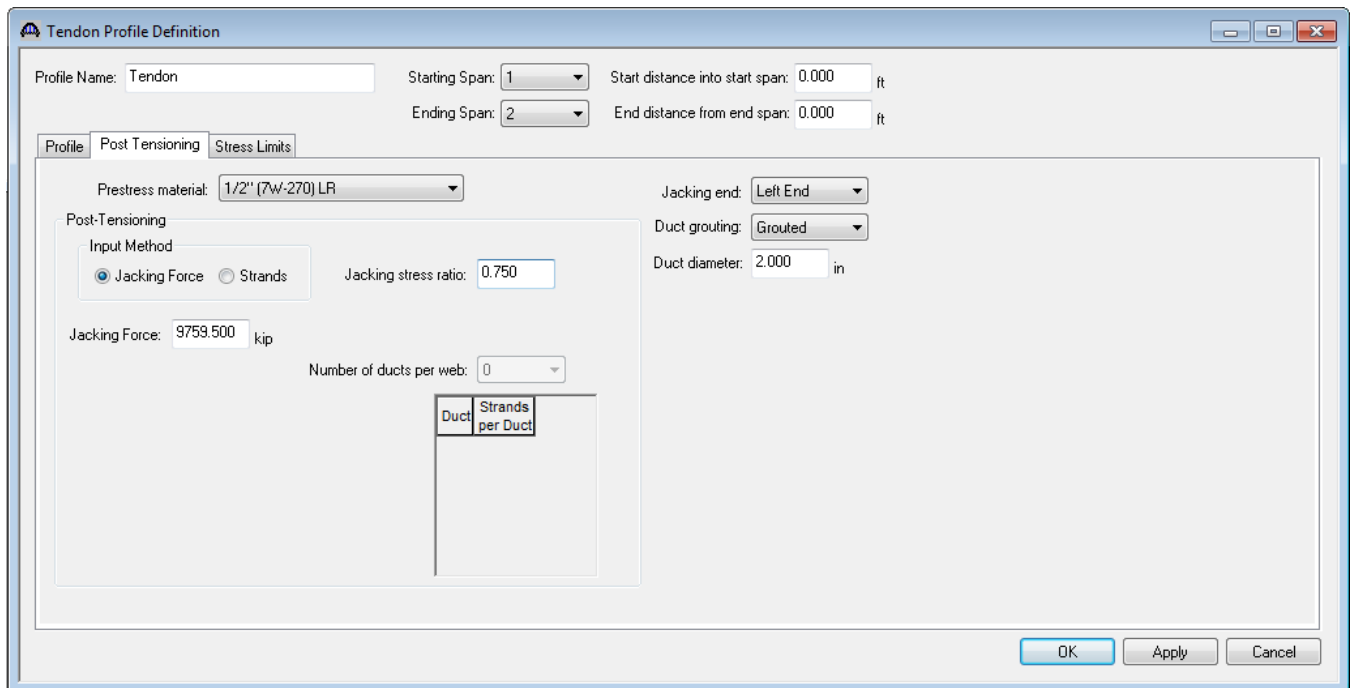 Tendon Profile Definition
Profile Name: Tendon Starting Span: 1 Start distance into start span: 0.000 ft
Ending Span: 2 End distance from end span: 0.000 ft
Profile Post Tensioning Stress Limits
Prestress material: 1/2" (7W-270) LR Jacking end: Left End
Post-Tensioning Duct grouting: Grouted
Input Method
Jacking Force Strands Jacking stress ratio: 0.750 Duct diameter: 2.000 in
Jacking Force: 9759.500 kip
Number of ducts per web: 0
Duct Strands
per Duct
OK Apply Cancel